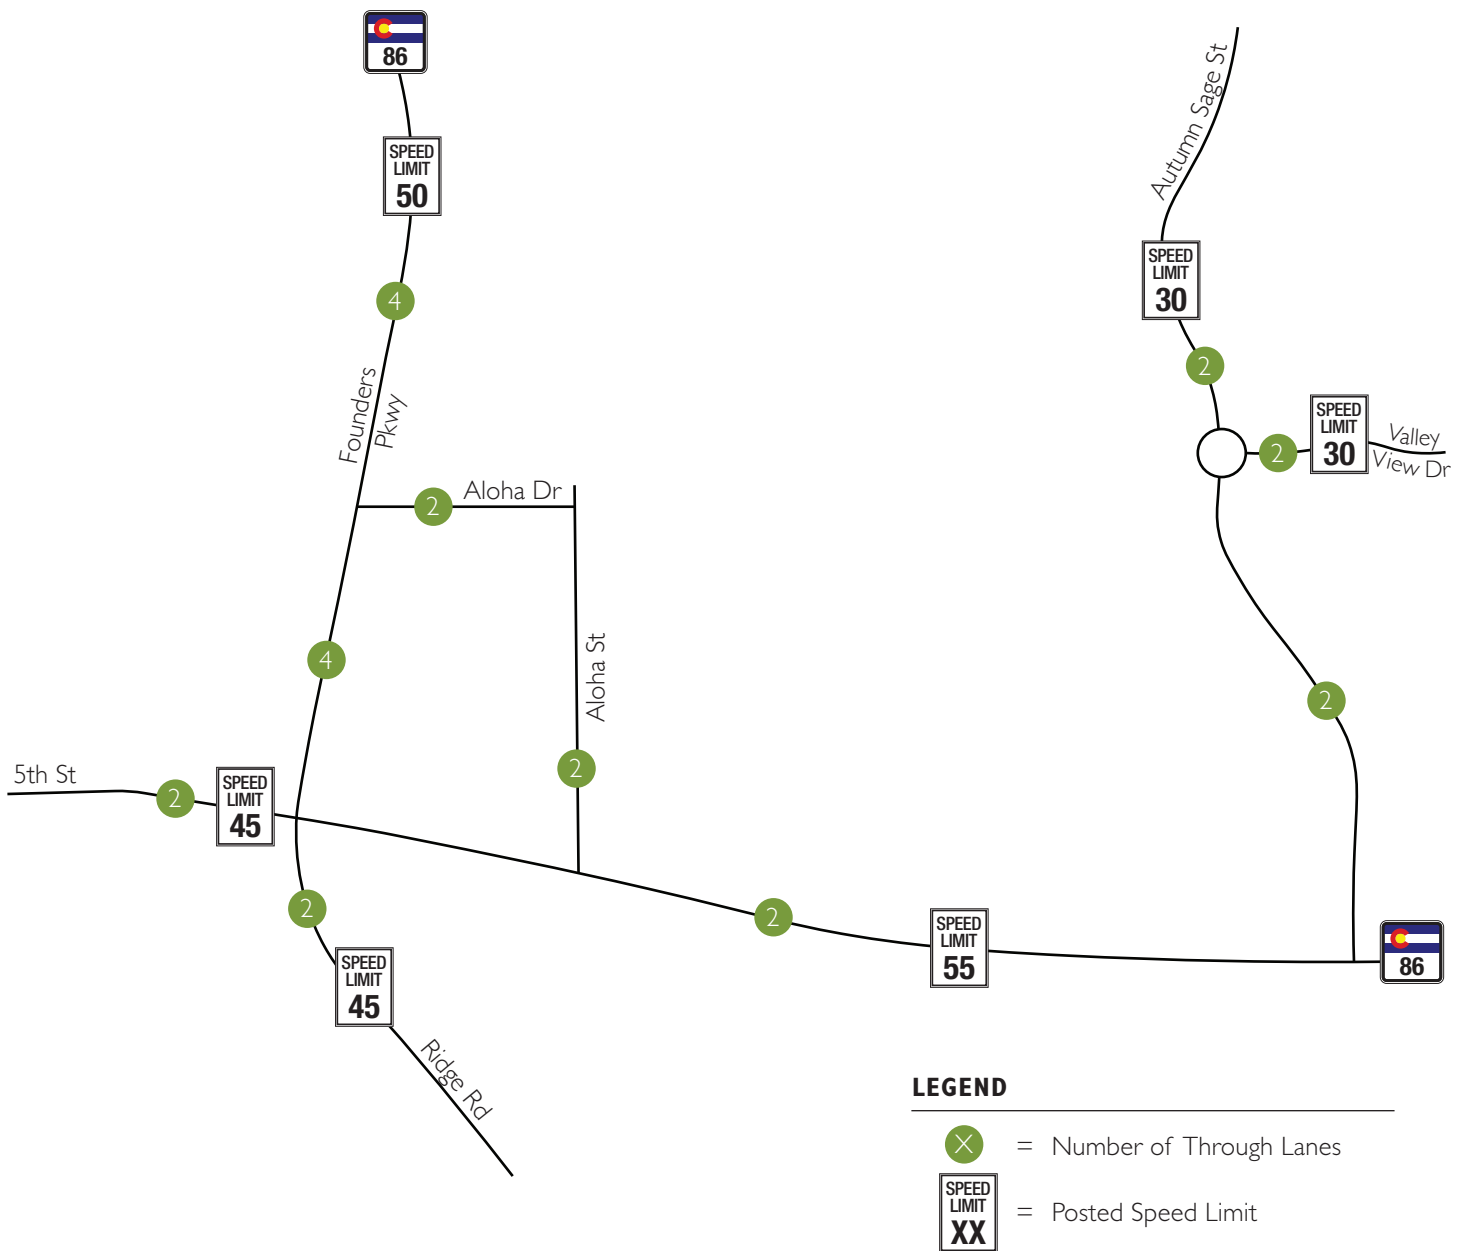 86
SPEED
LIMIT
50
4
Founders
Pkwy
2
Aloha Dr
Autumn Sage St
SPEED
LIMIT
30
2
2
SPEED
LIMIT
30
Valley
View Dr
4
Aloha St
2
2
5th St
2
SPEED
LIMIT
45
2
2
SPEED
LIMIT
55
86
SPEED
LIMIT
45
Ridge Rd
LEGEND
X = Number of Through Lanes
SPEED
LIMIT
XX
= Posted Speed Limit